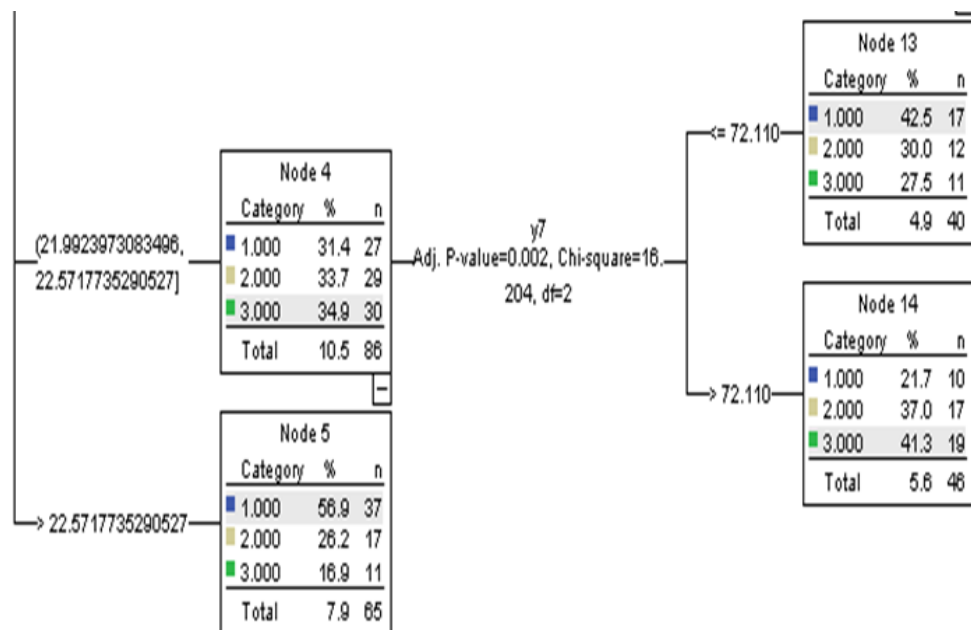 Node 13
Category % n
1.000 42.5 17
2.000 30.0 12
3.000 27.5 11
Total 4.9 40
<= 72.110
Node 4
Category % n
1.000 31.4 27
2.000 33.7 29
3.000 34.9 30
Total 10.5 86
(21.9923973083496,
22.5717735290527]
y7
Adj. P-value=0.002, Chi-square=16.
204, df=2
Node 14
Category % n
1.000 21.7 10
2.000 37.0 17
3.000 41.3 19
Total 5.6 46
> 72.110
Node 5
Category % n
1.000 56.9 37
2.000 26.2 17
3.000 16.9 11
Total 7.9 65
> 22.5717735290527